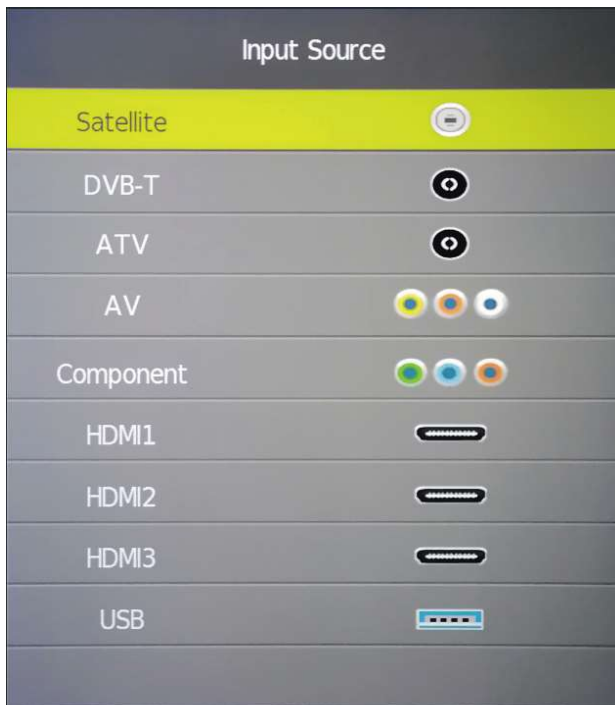 Input Source
Satellite
DVB-T
ATV
AV
Component
HDMI1
HDMI2
HDMI3
USB